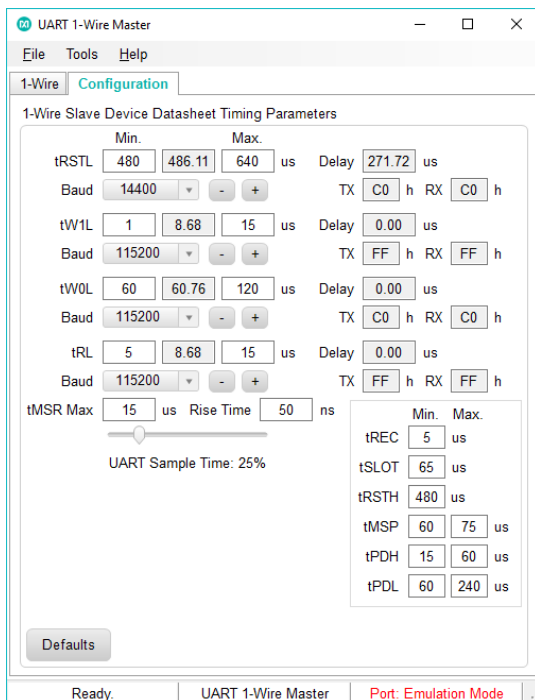 UART 1-Wire Master
File Tools Help
1-Wire Configuration
1-Wire Slave Device Datasheet Timing Parameters
Min. Max.
tRSTL 480 486.11 640 us Delay 271.72 us
Baud 14400 - + TX C0 h RX C0 h
tW1L 1 8.68 15 us Delay 0.00 us
Baud 115200 - + TX FF h RX FF h
tW0L 60 60.76 120 us Delay 0.00 us
Baud 115200 - + TX C0 h RX C0 h
tRL 5 8.68 15 us Delay 0.00 us
Baud 115200 - + TX FF h RX FF h
tMSR Max 15 us Rise Time 50 ns
UART Sample Time: 25%
Min. Max.
tREC 5 us
tSLOT 65 us
tRSTH 480 us
tMSP 60 75 us
tPDH 15 60 us
tPDL 60 240 us
Defaults
Ready. UART 1-Wire Master Port: Emulation Mode